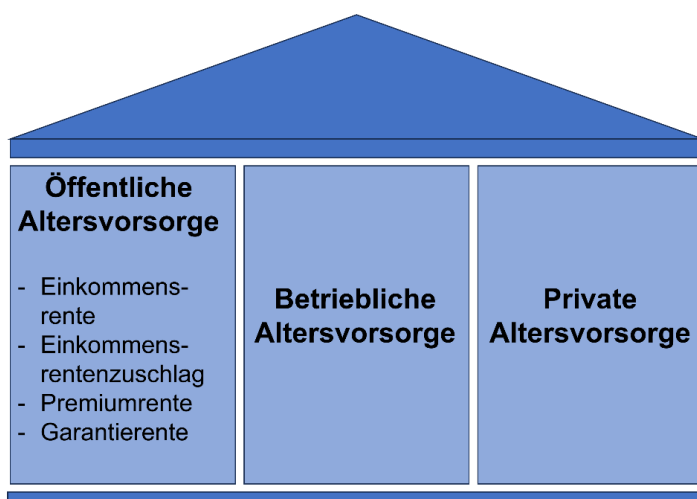 Öffentliche
Altersvorsorge
- Einkommens-
rente
- Einkommens-
rentenzuschlag
- Premiumrente
- Garantierente
Betriebliche
Altersvorsorge
Private
Altersvorsorge